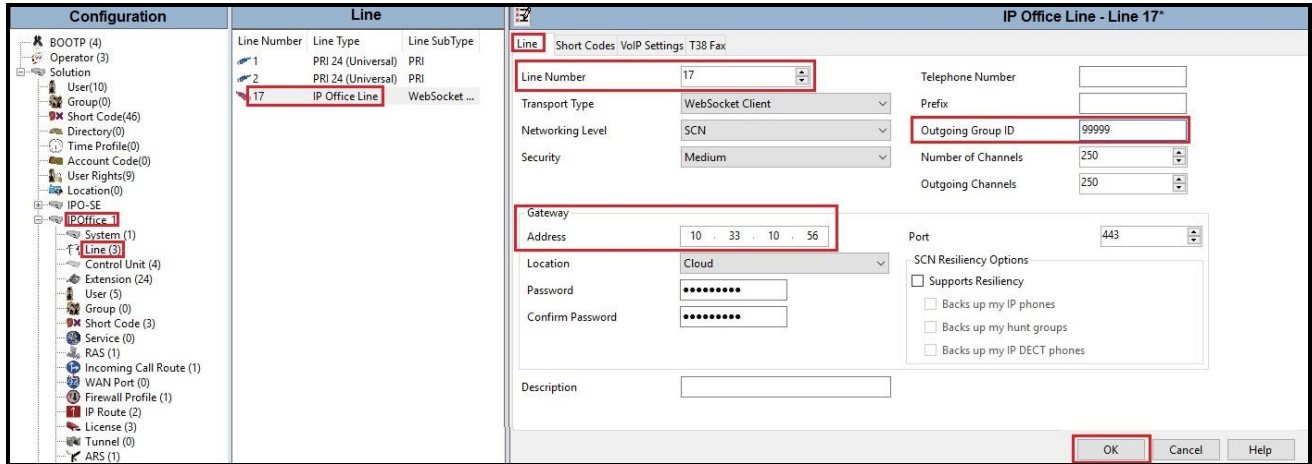 Configuration
BOOTP (4)
Operator (3)
Solution
User(10)
Group(0)
Short Code(46)
Directory(0)
Time Profile(0)
Account Code(0)
User Rights(9)
Location(0)
IPO-SE
IPOffice_1
System (1)
Line (3)
Control Unit (4)
Extension (24)
User (5)
Group (0)
Short Code (3)
Service (0)
RAS (1)
Incoming Call Route (1)
WAN Port (0)
Firewall Profile (1)
IP Route (2)
License (3)
Tunnel (0)
ARS (1)
Line
Line Number Line Type Line SubType
1 PRI 24 (Universal) PRI
2 PRI 24 (Universal) PRI
17 IP Office Line WebSocket ...
IP Office Line - Line 17*
Line Short Codes VoIP Settings T38 Fax
Line Number 17
Transport Type WebSocket Client
Networking Level SCN
Security Medium
Telephone Number
Prefix
Outgoing Group ID 99999
Number of Channels 250
Outgoing Channels 250
Gateway
Address 10 . 33 . 10 . 56
Location Cloud
Password •••••••••
Confirm Password •••••••••
Port 443
SCN Resiliency Options
Supports Resiliency
Backs up my IP phones
Backs up my hunt groups
Backs up my IP DECT phones
Description
OK Cancel Help